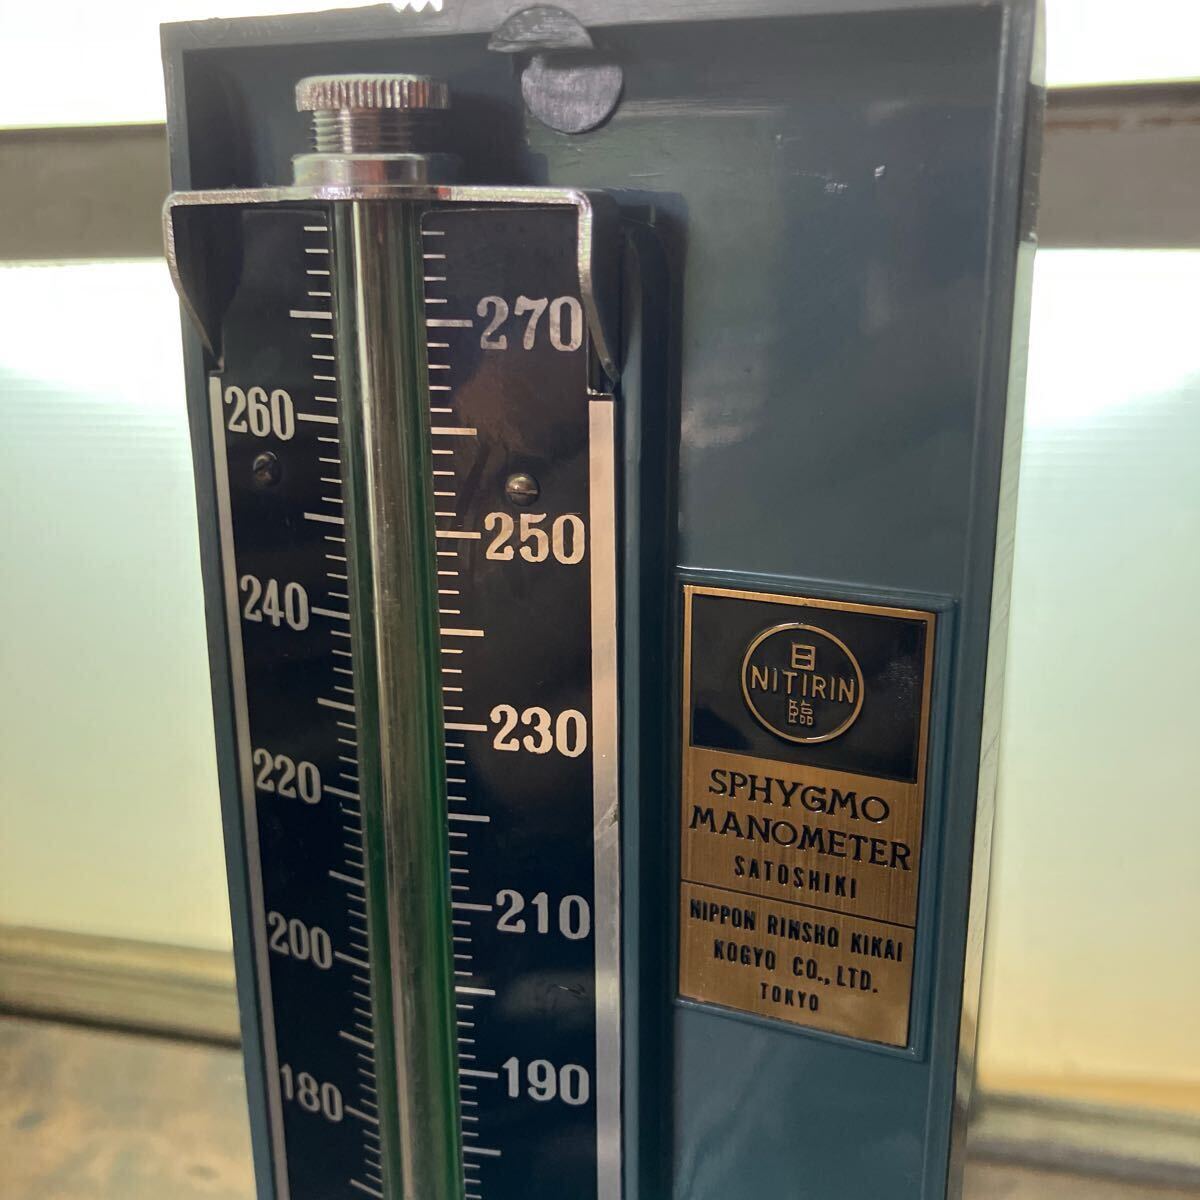 270
260
250
240
230
220
210
200
190
180
日
NITIRIN
臨
SPHYGMO
MANOMETER
SATOSHIKI
NIPPON RINSHO KIKAI
KOGYO CO., LTD.
TOKYO